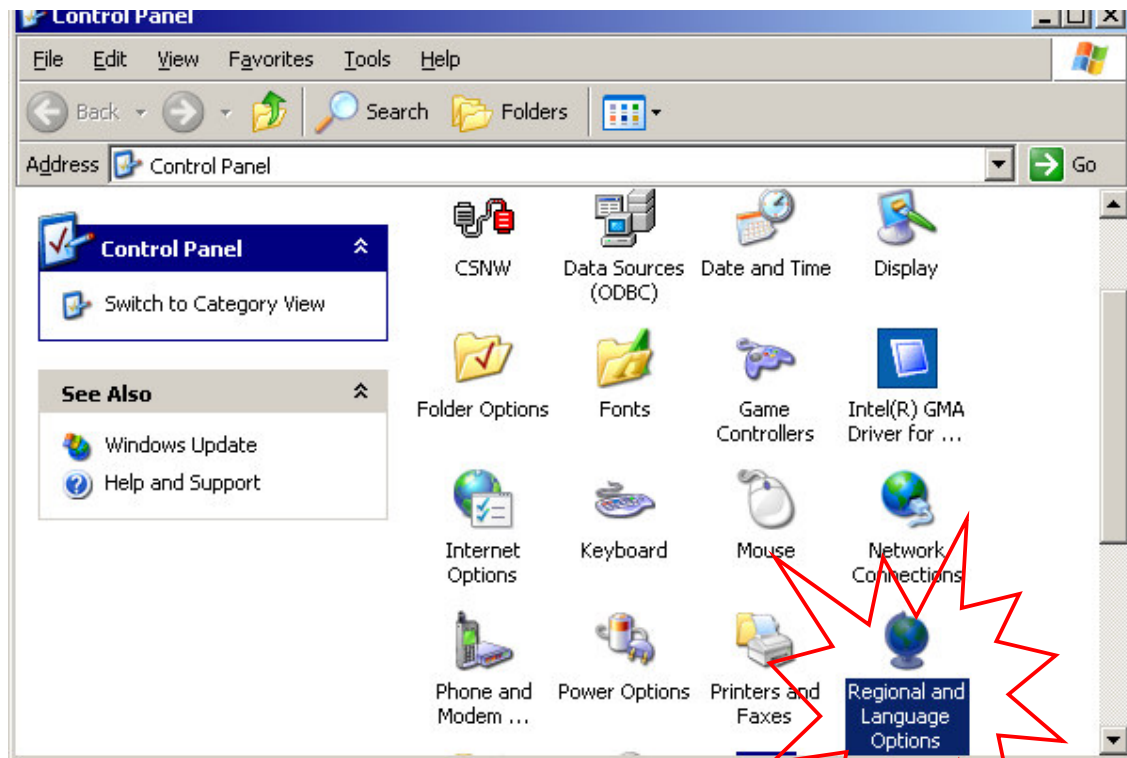 Control Panel
File Edit View Favorites Tools Help
Back Search Folders
Address Control Panel Go
Control Panel
Switch to Category View
See Also
Windows Update
Help and Support
CSNW
Data Sources
(ODBC)
Date and Time
Display
Folder Options
Fonts
Game
Controllers
Intel(R) GMA
Driver for ...
Internet
Options
Keyboard
Mouse
Network
Connections
Phone and
Modem ...
Power Options
Printers and
Faxes
Regional and
Language
Options